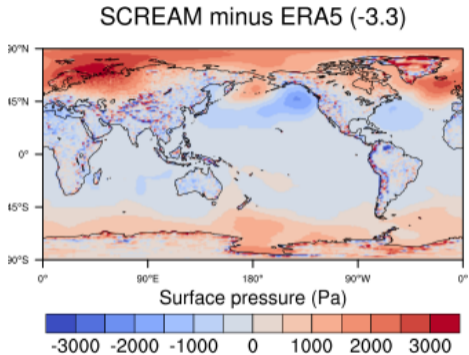 SCREAM minus ERA5 (-3.3)
90°N
45°N
0°
45°S
90°S
0° 90°E 180° 90°W 0°
Surface pressure (Pa)
-3000 -2000 -1000 0 1000 2000 3000